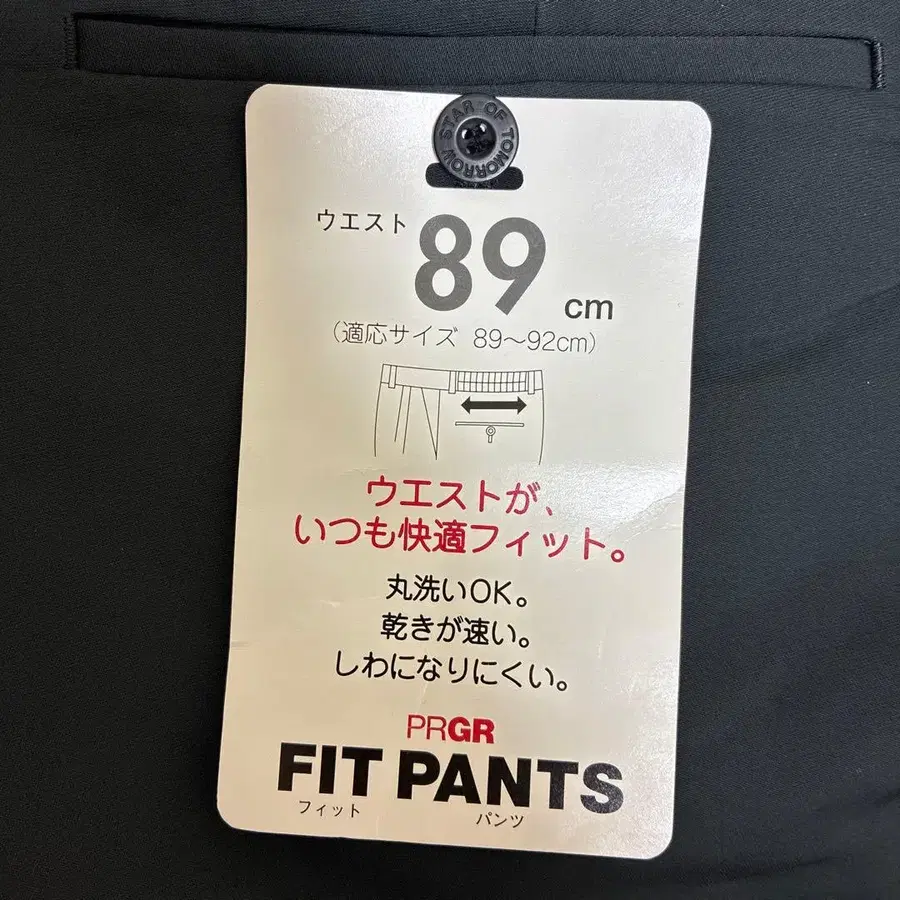 STAR OF TOMORROW
ウエスト 89 cm
（適応サイズ 89〜92cm）
ウエストが、
いつも快適フィット。
丸洗いOK。
乾きが速い。
しわになりにくい。
PRGR
FIT PANTS
フィット パンツ